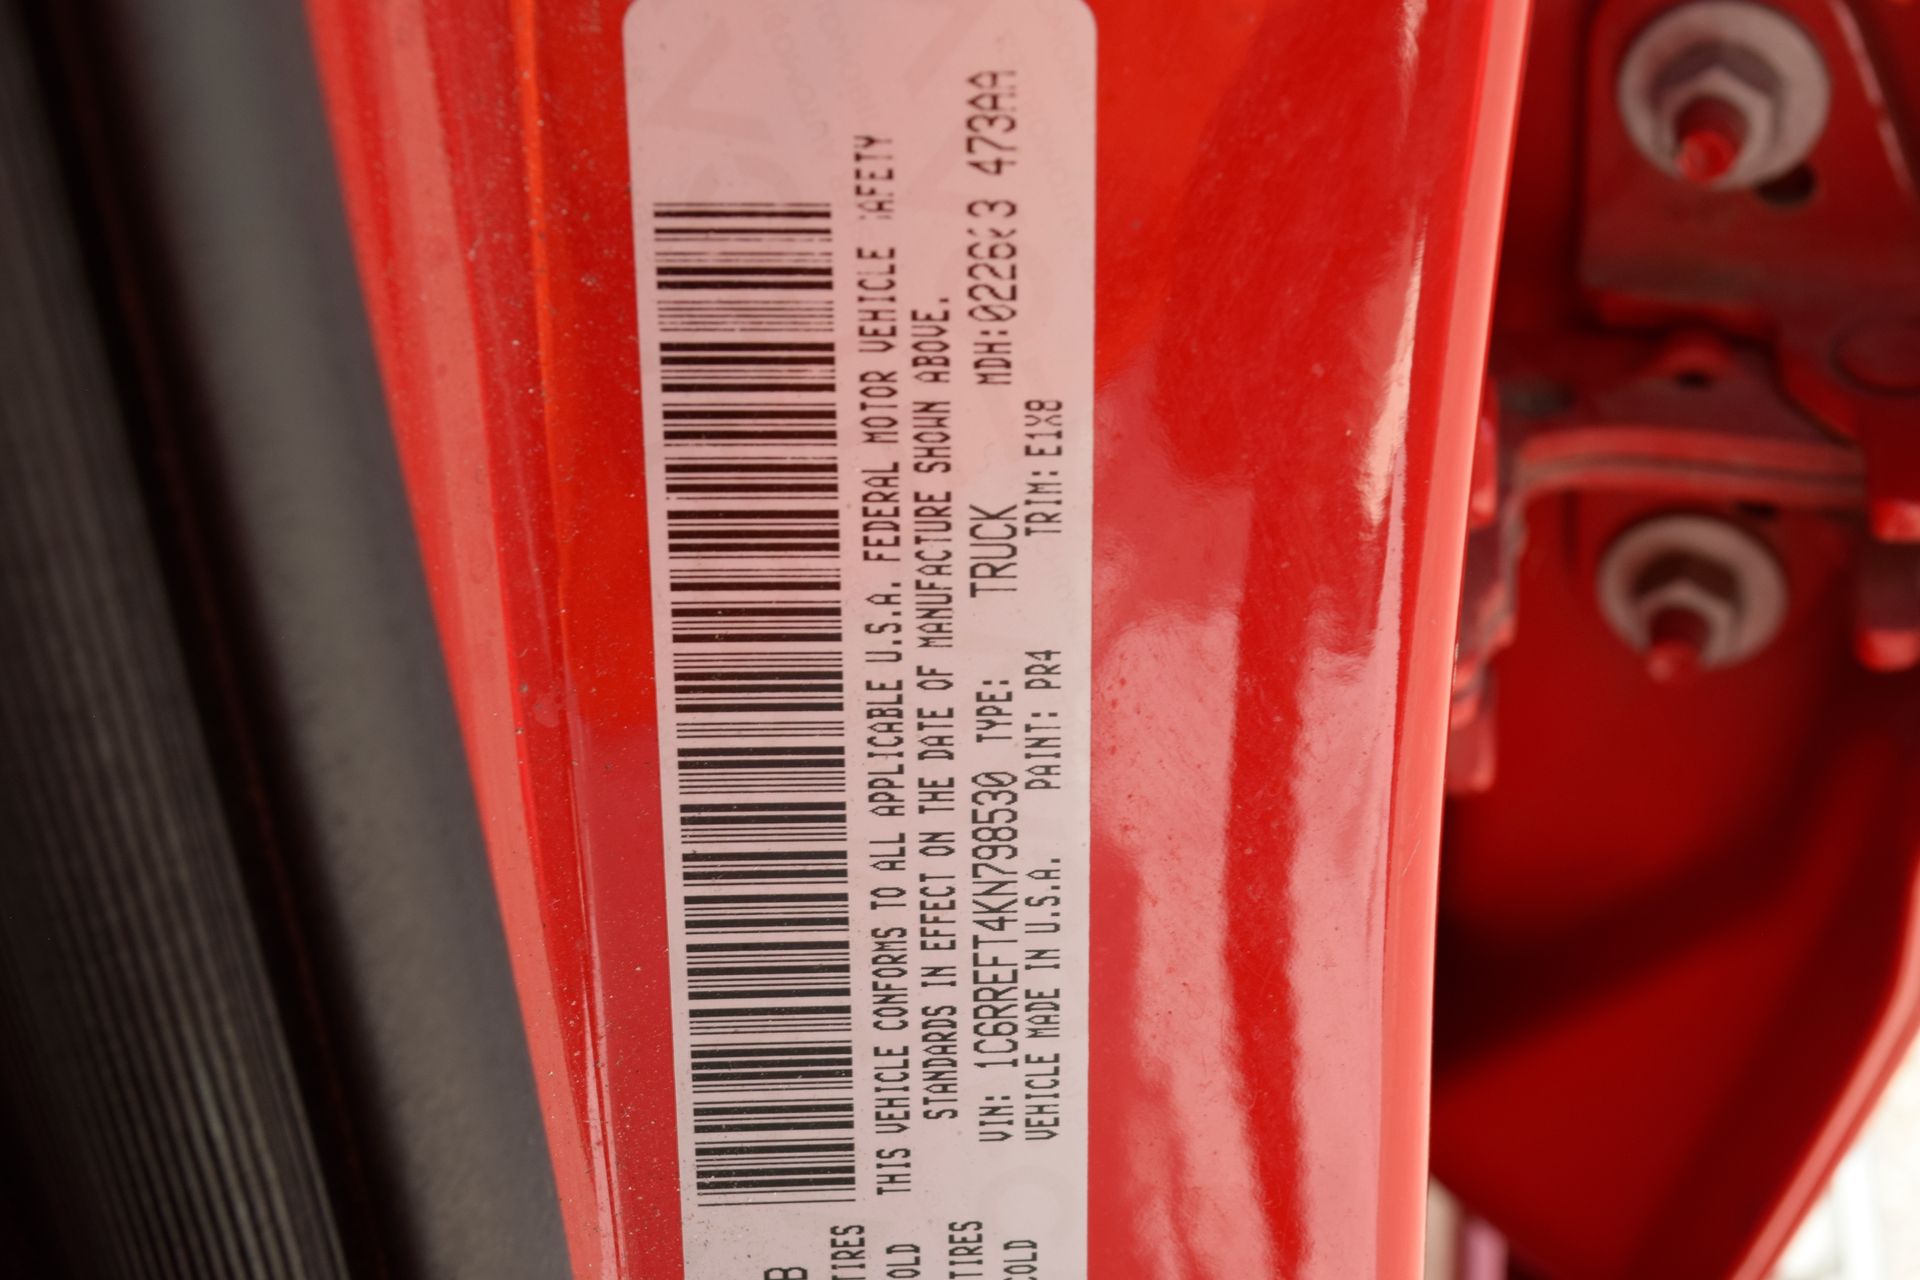 THIS VEHICLE CONFORMS TO ALL APPLICABLE U.S.A. FEDERAL MOTOR VEHICLE SAFETY
STANDARDS IN EFFECT ON THE DATE OF MANUFACTURE SHOWN ABOVE.
VIN: 1C6RREFT4KN798530 TYPE: TRUCK MDH: 473AA
VEHICLE MADE IN U.S.A. PAINT: PR4 TRIM: E1X8
B
TIRES
COLD
TIRES
COLD